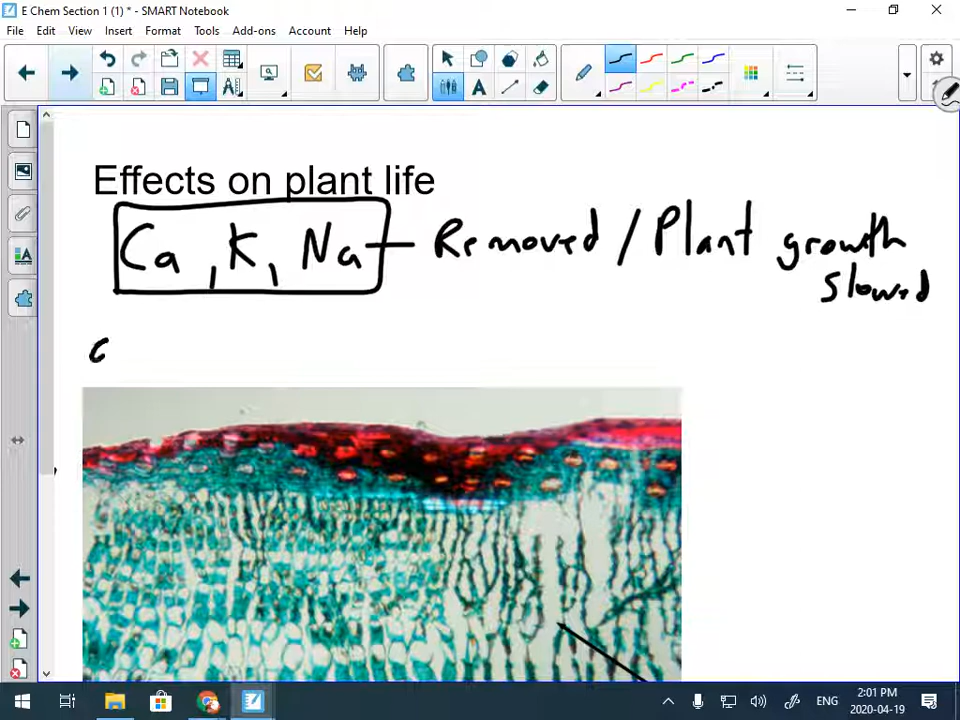 E Chem Section 1 (1) * - SMART Notebook
File Edit View Insert Format Tools Add-ons Account Help
Effects on plant life
Ca, K, Na — Removed / Plant growth
slowed
c
ENG
2:01 PM
2020-04-19